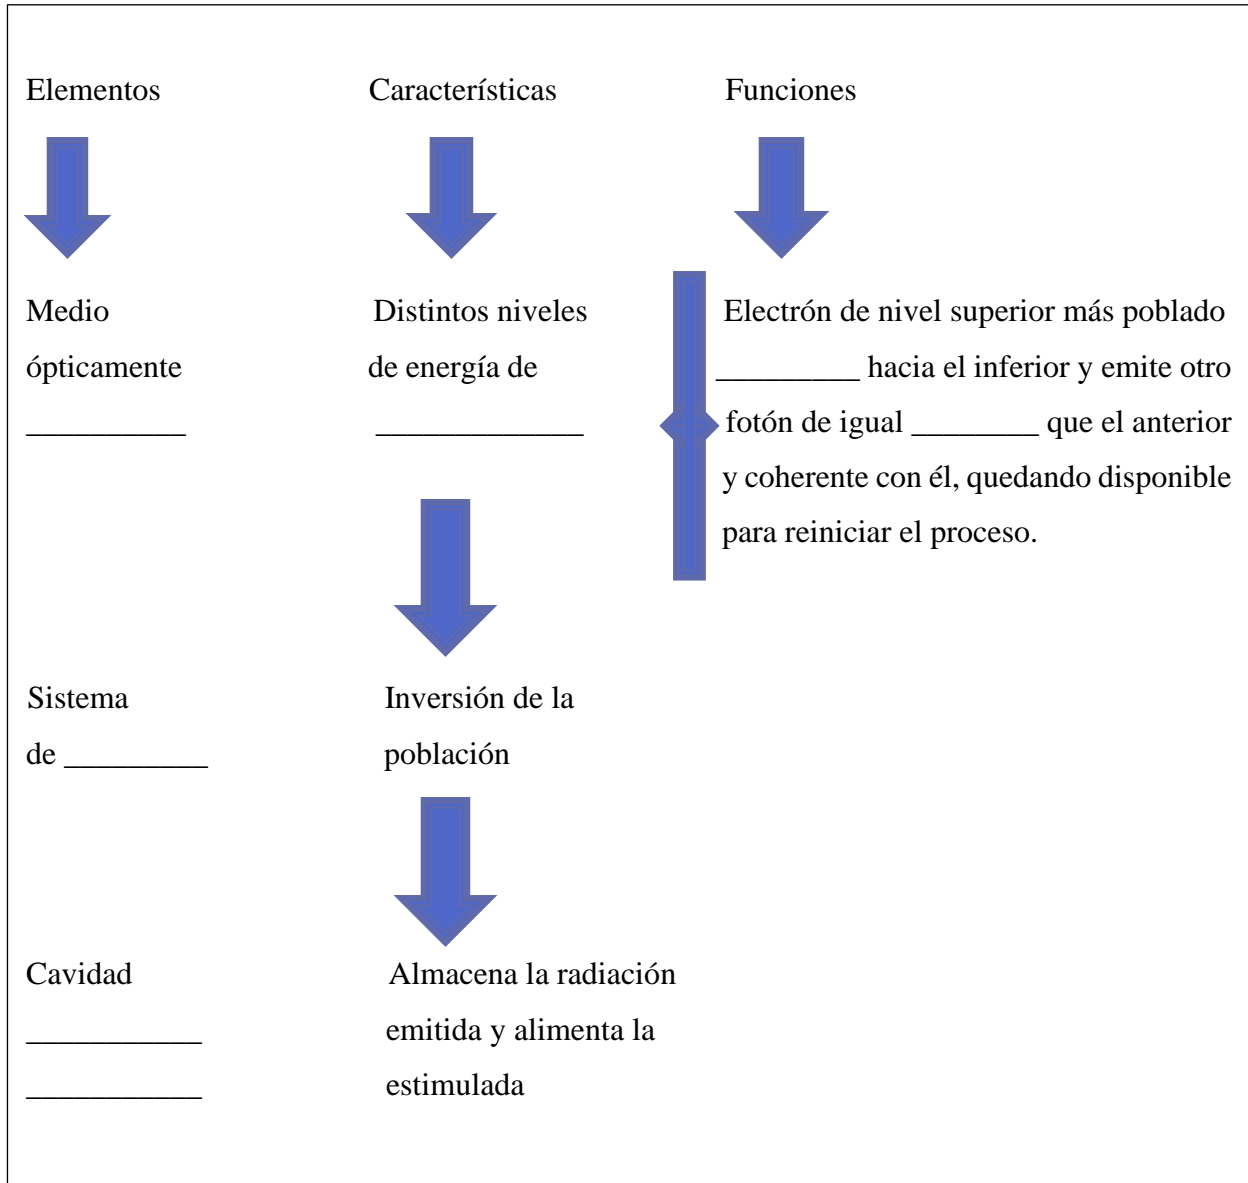 Elementos Características Funciones
Medio Distintos niveles Electrón de nivel superior más poblado
ópticamente de energía de _________ hacia el inferior y emite otro
__________ _____________ fotón de igual ________ que el anterior
y coherente con él, quedando disponible
para reiniciar el proceso.
Sistema Inversión de la
de _________ población
Cavidad Almacena la radiación
___________ emitida y alimenta la
___________ estimulada